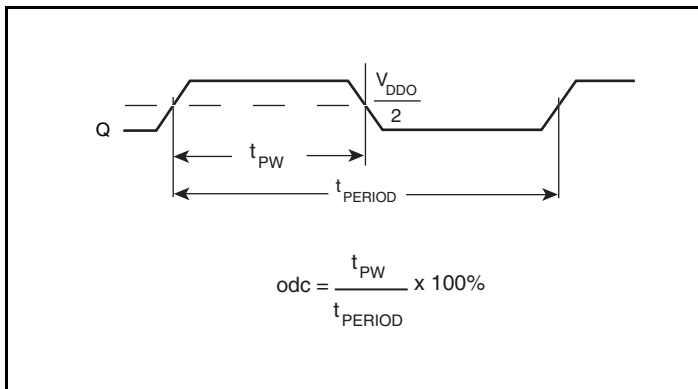 V_DDO
2
Q
t_PW
t_PERIOD
odc = t_PW / t_PERIOD x 100%